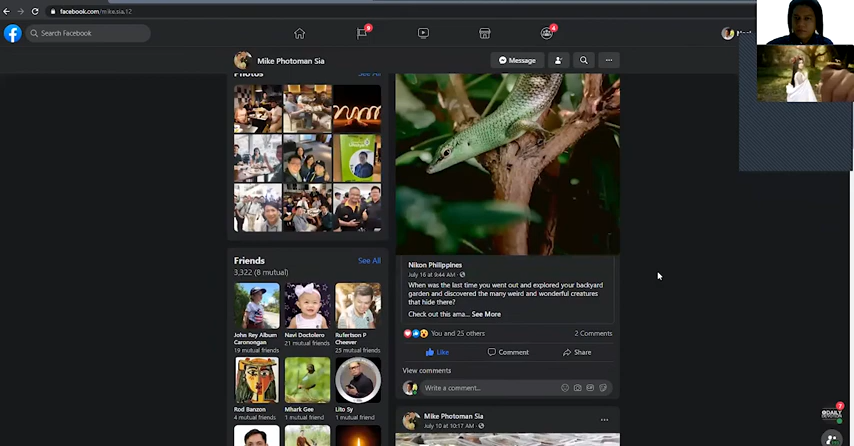 facebook.com/mike.sia.12
Search Facebook
9
4
Mike Photoman Sia
Message
Photos
See All
Friends
See All
3,322 (8 mutual)
John Rey Album
Caronongan
19 mutual friends
Navi Doctolero
21 mutual friends
Rufertson P
Cheever
25 mutual friends
Rod Banzon
4 mutual friends
Mhark Gee
1 mutual friend
Lito Sy
1 mutual friend
Nikon Philippines
July 16 at 9:44 AM ·
When was the last time you went out and explored your backyard
garden and discovered the many weird and wonderful creatures
that hide there?
Check out this ama... See More
You and 25 others
2 Comments
Like
Comment
Share
View comments
Write a comment...
Mike Photoman Sia
July 10 at 10:17 AM ·
7